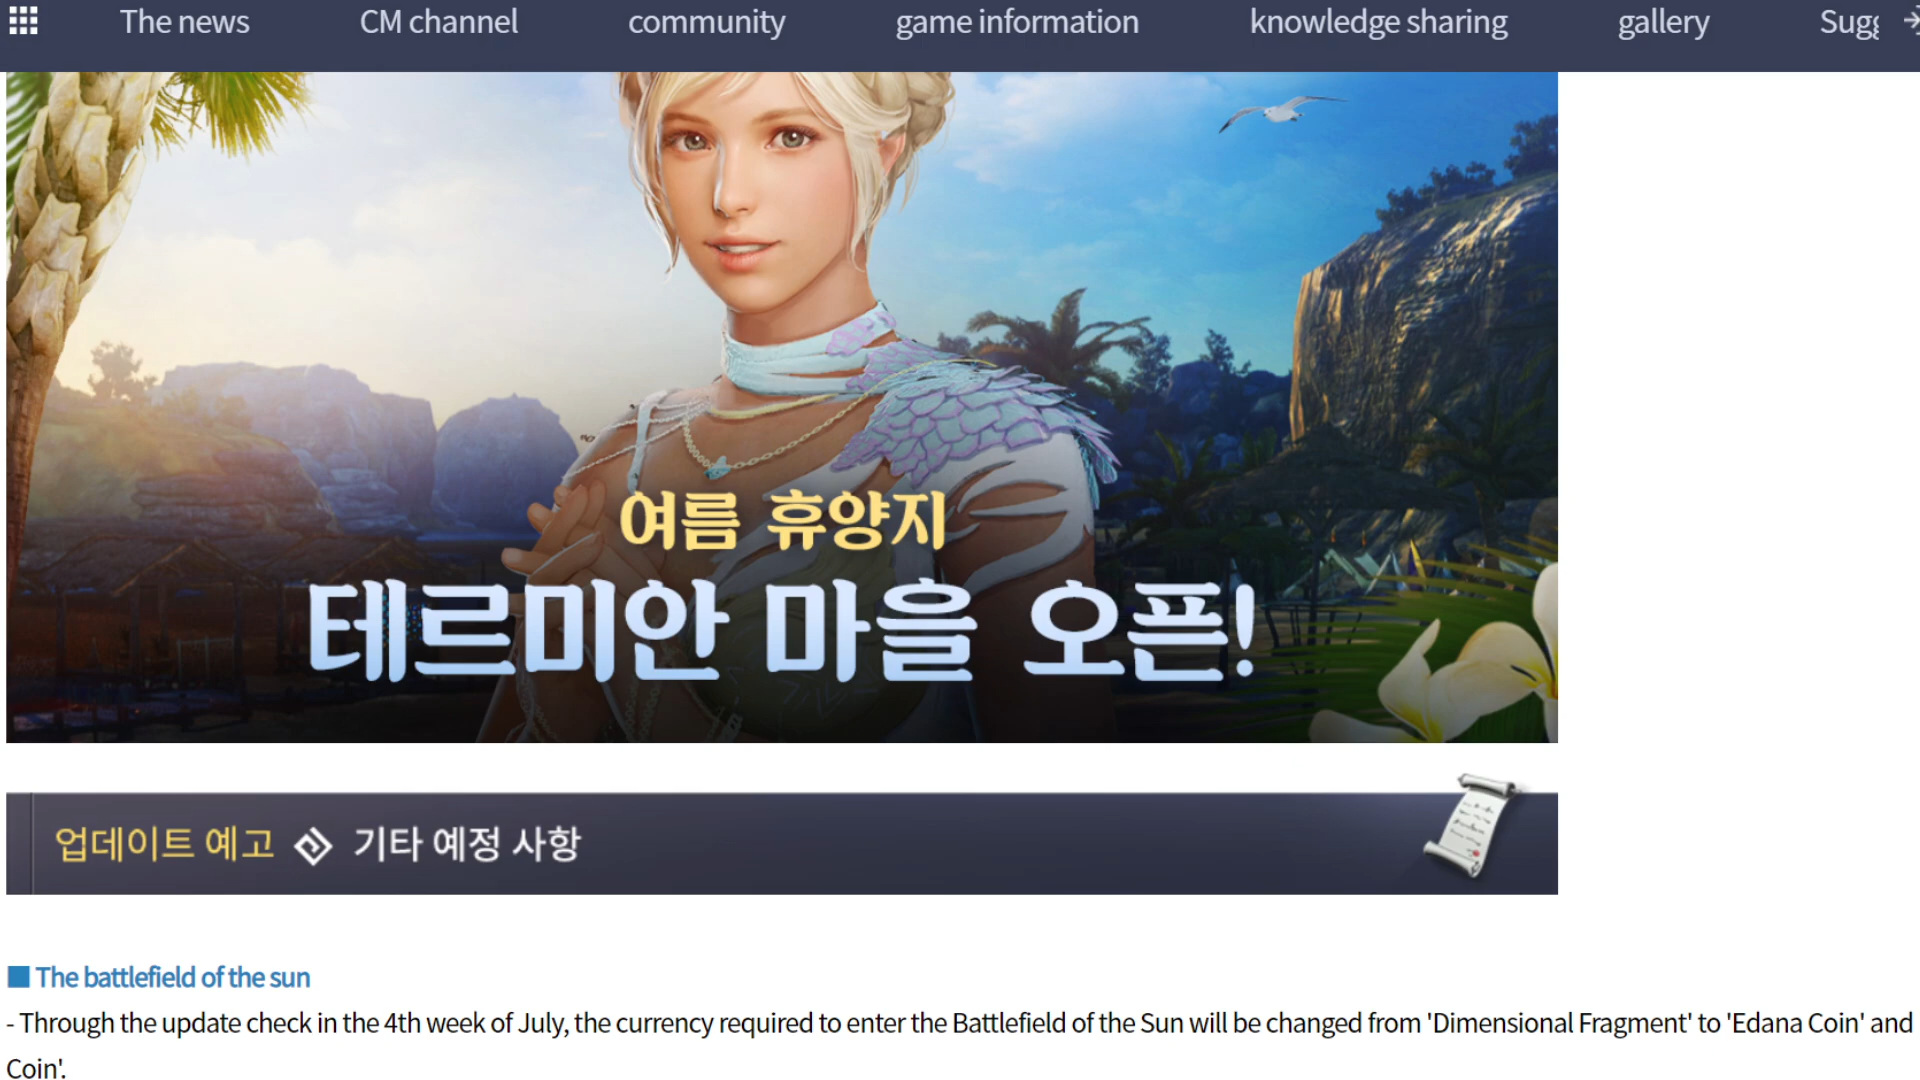 The news CM channel community game information knowledge sharing gallery
여름 휴양지
테르미안 마을 오픈!
업데이트 예고 기타 예정 사항
■ The battlefield of the sun
- Through the update check in the 4th week of July, the currency required to enter the Battlefield of the Sun will be changed from 'Dimensional Fragment' to 'Edana Coin' and
Coin'.